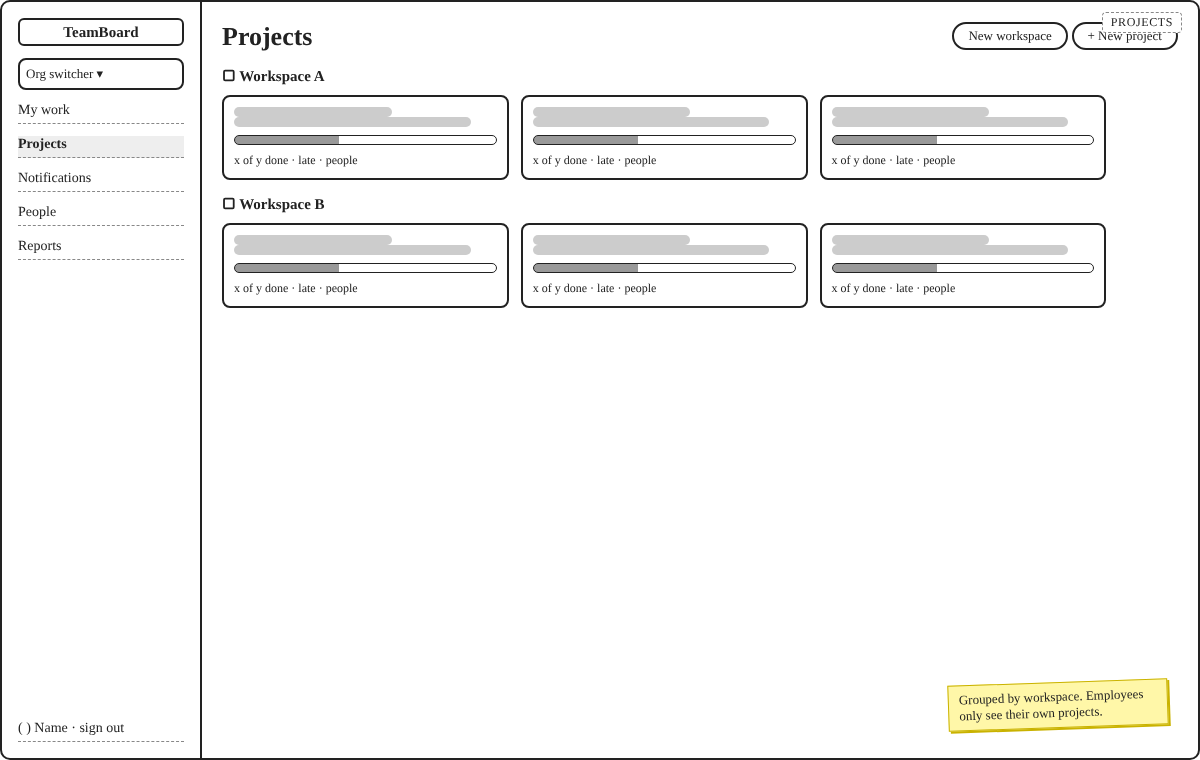 TeamBoard
Org switcher ▾
My work
Projects
Notifications
People
Reports
( ) Name · sign out
Projects
New workspace
+ New project
PROJECTS
Workspace A
x of y done · late · people
x of y done · late · people
x of y done · late · people
Workspace B
x of y done · late · people
x of y done · late · people
x of y done · late · people
Grouped by workspace. Employees
only see their own projects.